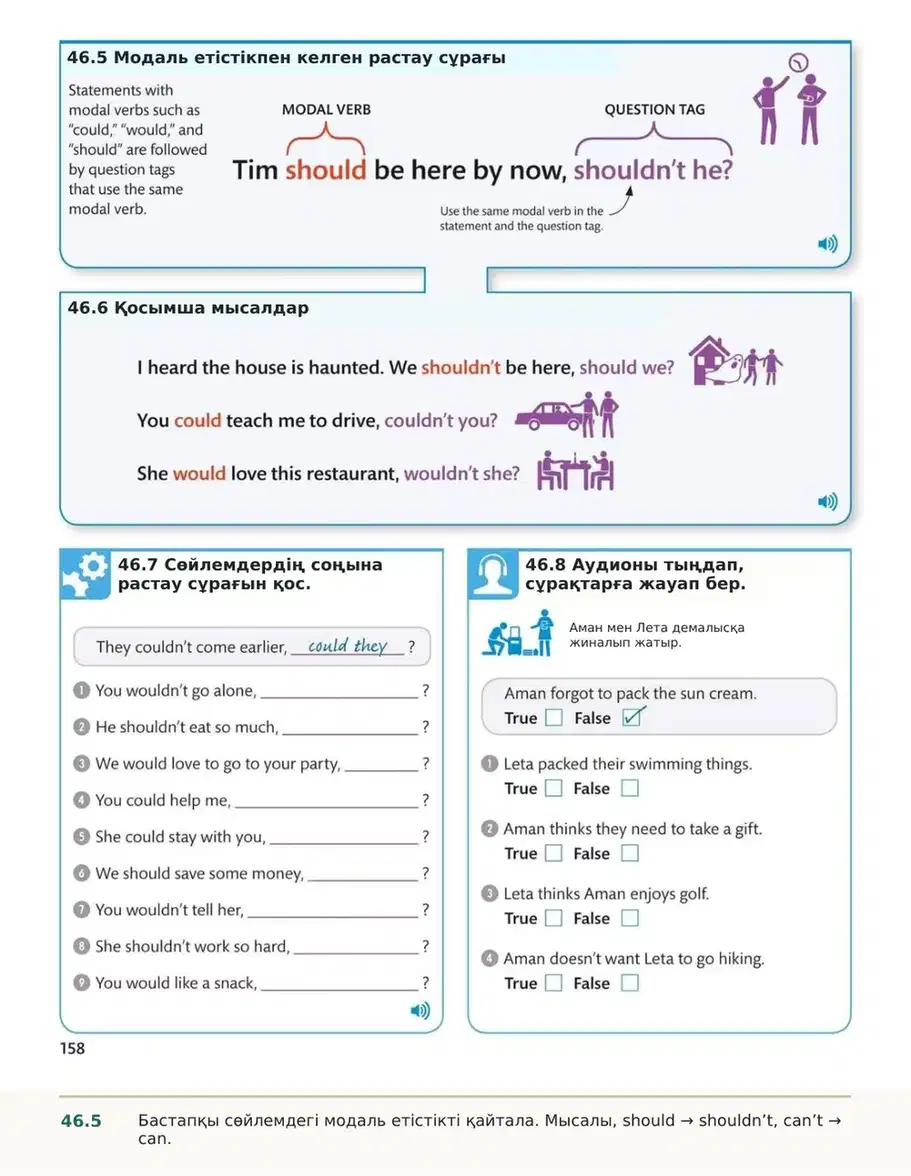 46.5 Модаль етістікпен келген растау сұрағы
Statements with
modal verbs such as
“could,” “would,” and
“should” are followed
by question tags
that use the same
modal verb.
MODAL VERB
QUESTION TAG
Tim should be here by now, shouldn’t he?
Use the same modal verb in the
statement and the question tag.
46.6 Қосымша мысалдар
I heard the house is haunted. We shouldn’t be here, should we?
You could teach me to drive, couldn’t you?
She would love this restaurant, wouldn’t she?
46.7 Сөйлемдердің соңына
растау сұрағын қос.
They couldn’t come earlier, could they ?
1 You wouldn’t go alone, ?
2 He shouldn’t eat so much, ?
3 We would love to go to your party, ?
4 You could help me, ?
5 She could stay with you, ?
6 We should save some money, ?
7 You wouldn’t tell her, ?
8 She shouldn’t work so hard, ?
9 You would like a snack, ?
46.8 Аудионы тыңдап,
сұрақтарға жауап бер.
Аман мен Лета демалысқа
жиналып жатыр.
Aman forgot to pack the sun cream.
True False
1 Leta packed their swimming things.
True False
2 Aman thinks they need to take a gift.
True False
3 Leta thinks Aman enjoys golf.
True False
4 Aman doesn’t want Leta to go hiking.
True False
158
46.5 Бастапқы сөйлемдегі модаль етістікті қайтала. Мысалы, should → shouldn’t, can’t →
can.